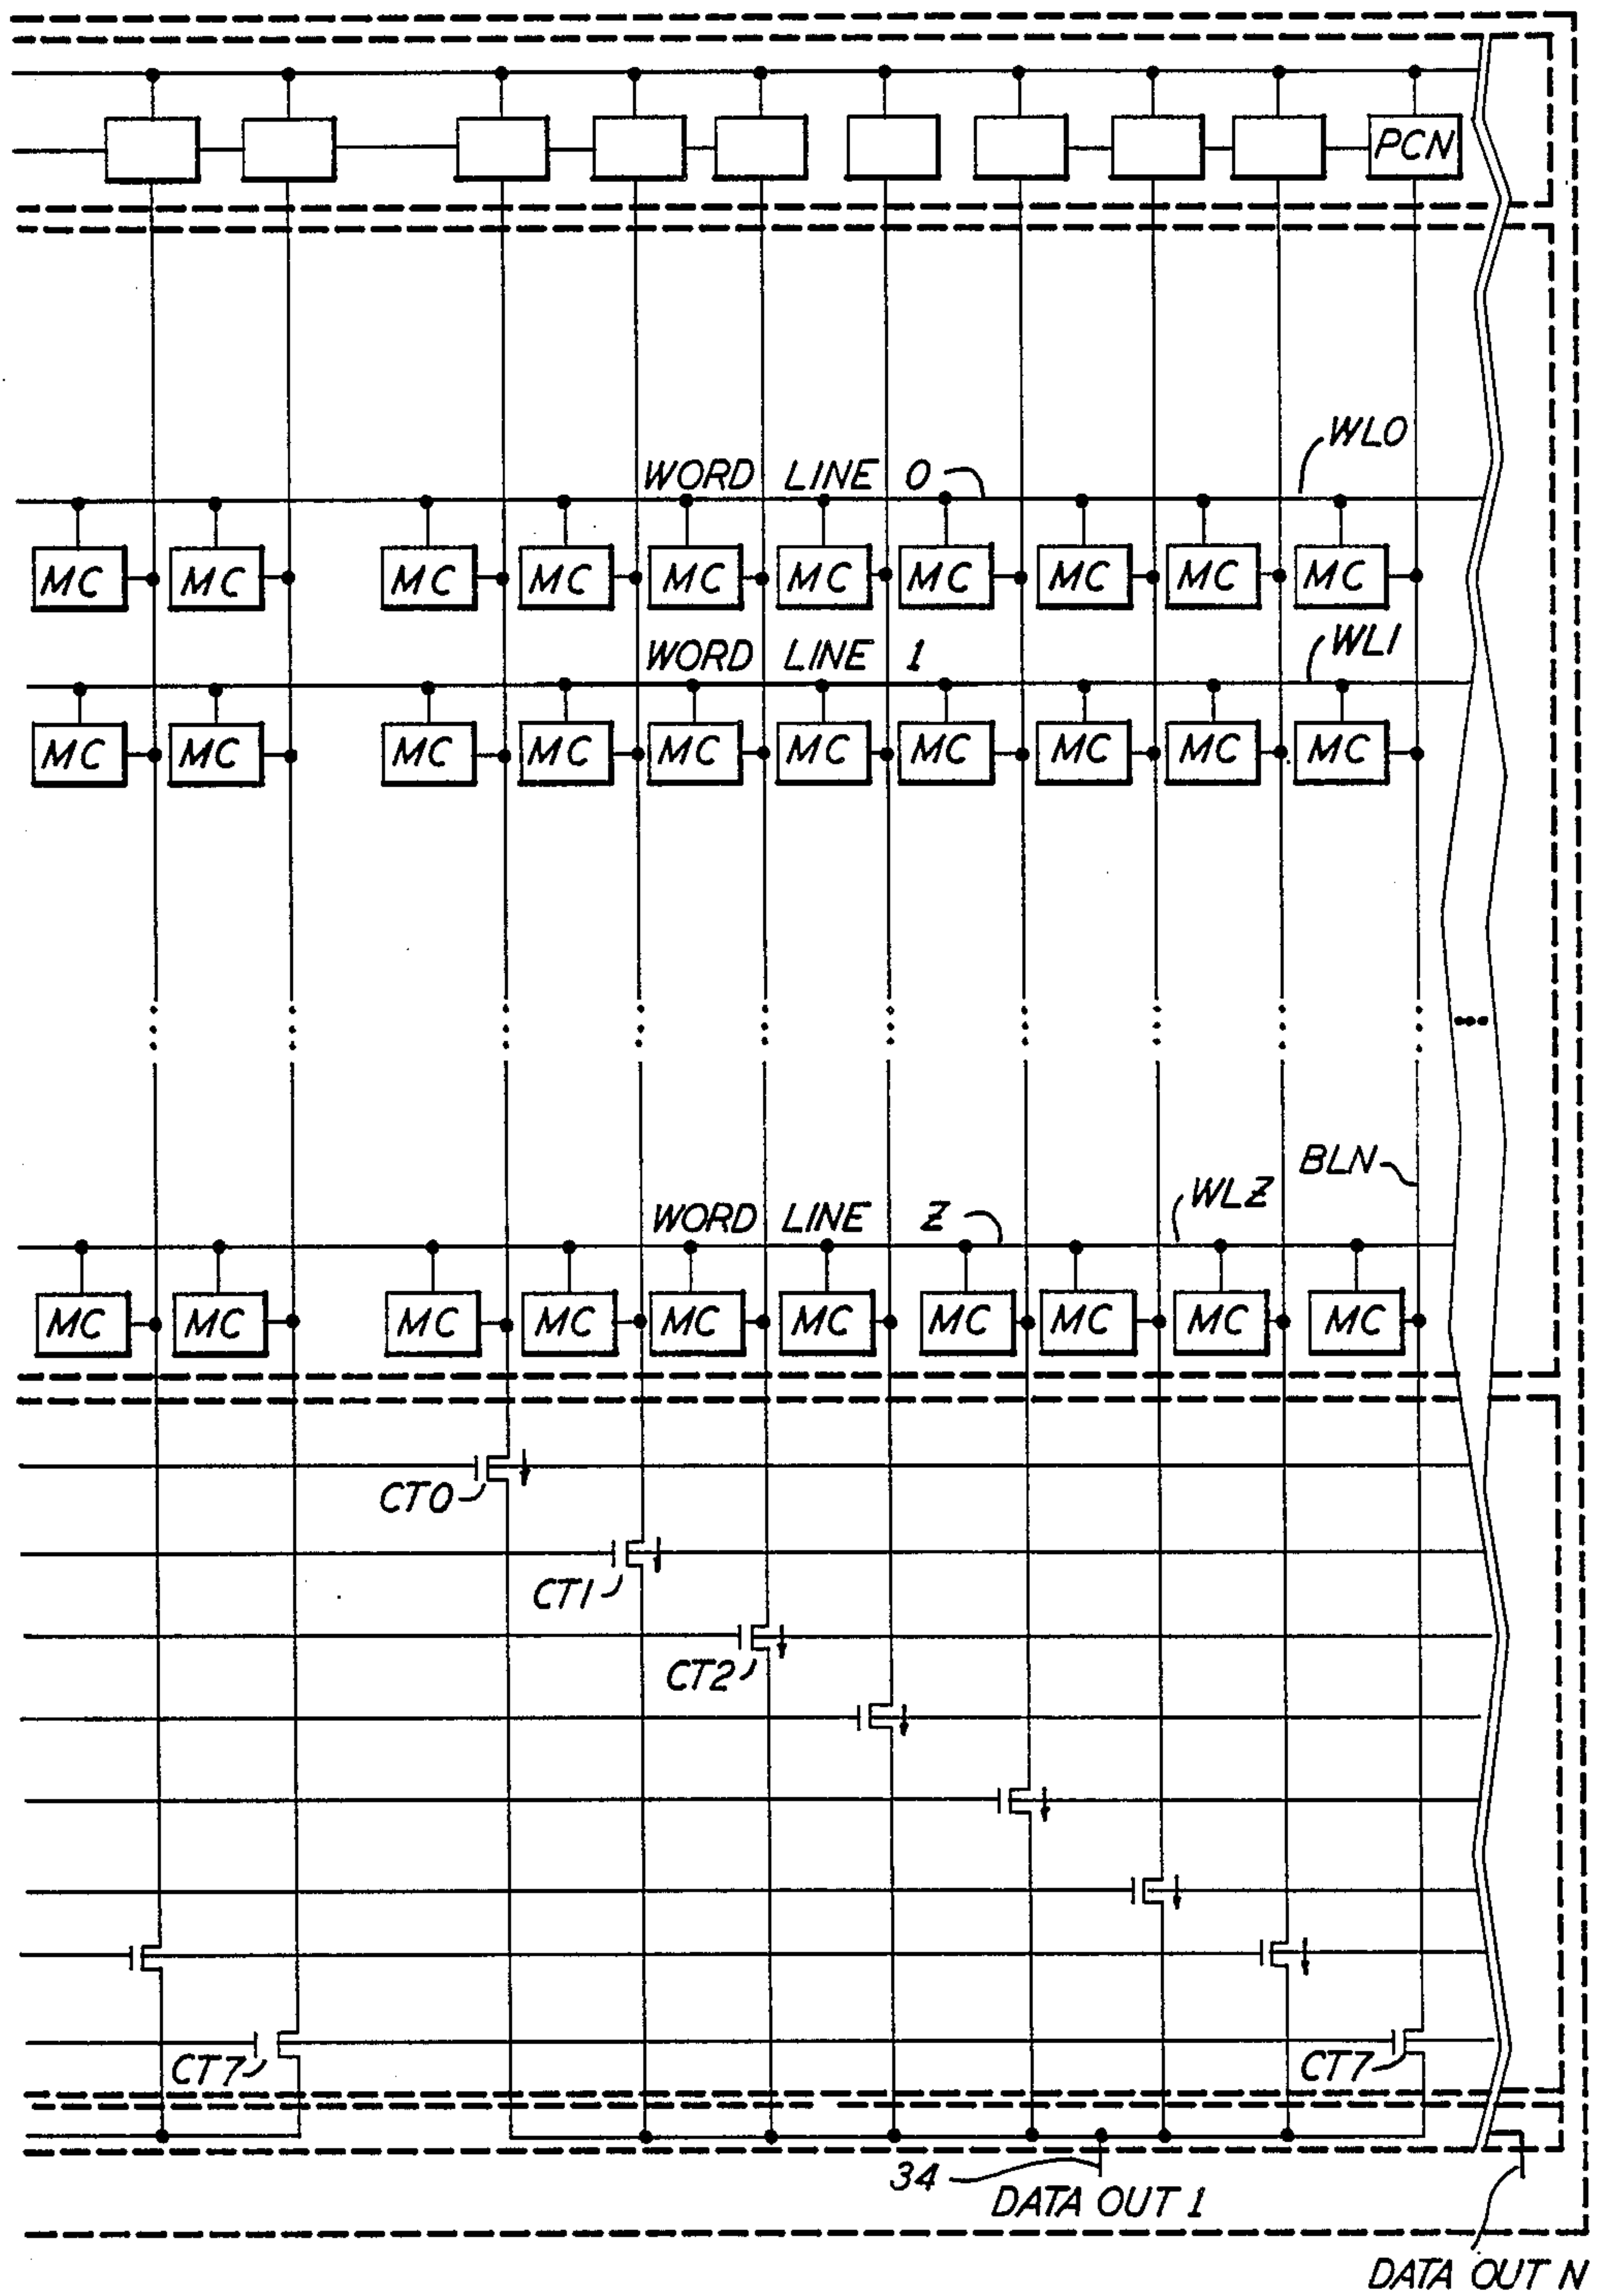 PCN
WL0
WORD LINE 0
MC MC MC MC MC MC MC MC MC MC
WL1
WORD LINE 1
MC MC MC MC MC MC MC MC MC MC
BLN
WLZ
WORD LINE Z
MC MC MC MC MC MC MC MC MC MC
CT0
CT1
CT2
CT7 CT7
34
DATA OUT 1
DATA OUT N